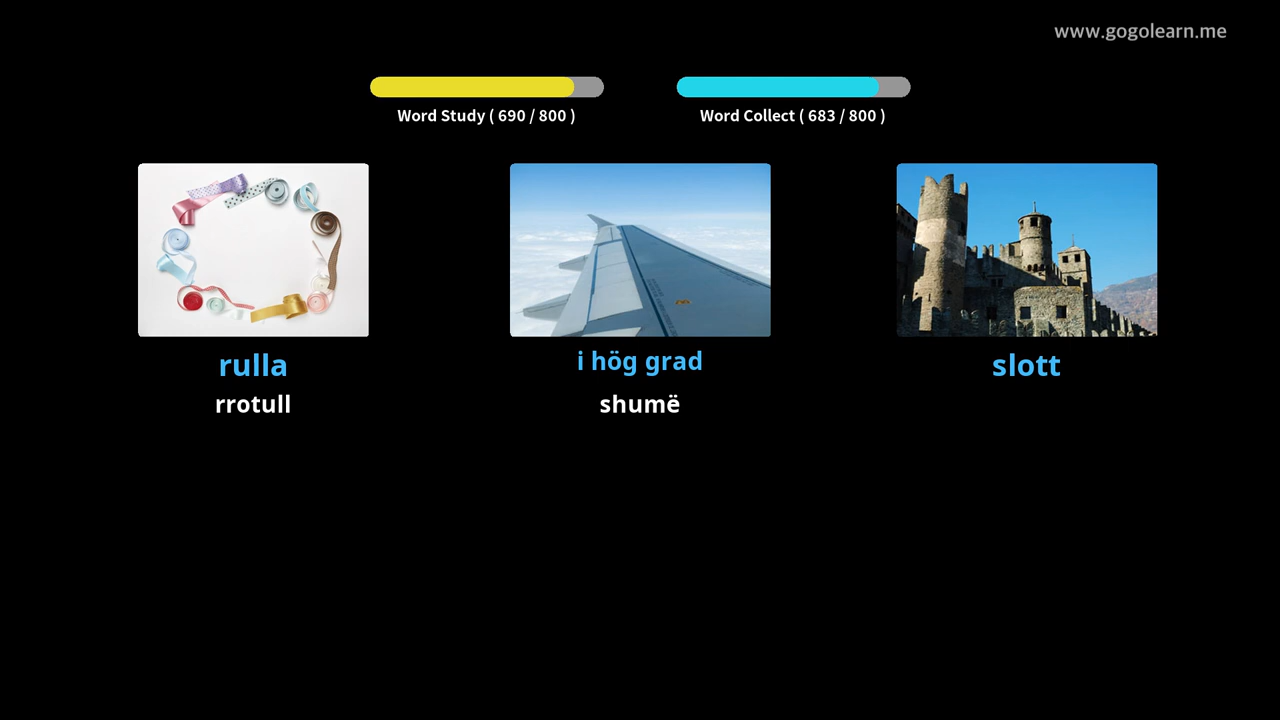 www.gogolearn.me
Word Study ( 690 / 800 )
Word Collect ( 683 / 800 )
rulla
i hög grad
slott
rrotull
shumë